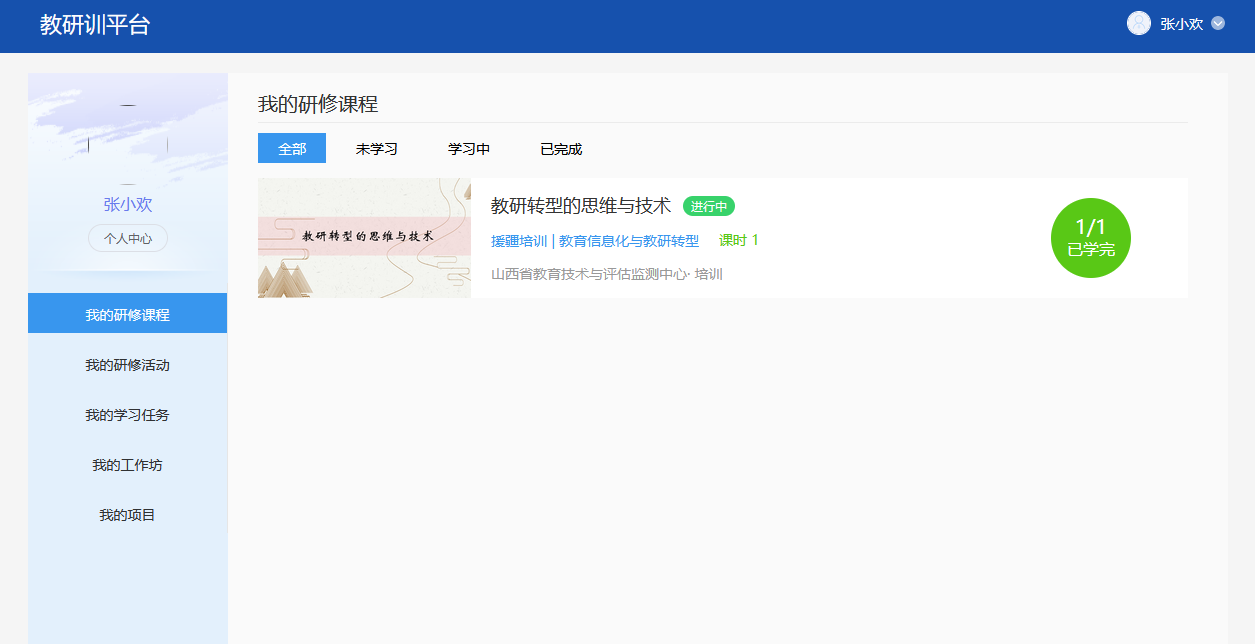 教研训平台
张小欢
张小欢
个人中心
我的研修课程
我的研修活动
我的学习任务
我的工作坊
我的项目
我的研修课程
全部 未学习 学习中 已完成
教研转型的思维与技术
教研转型的思维与技术 进行中
援疆培训 | 教育信息化与教研转型 课时 1
山西省教育技术与评估监测中心· 培训
1/1
已学完